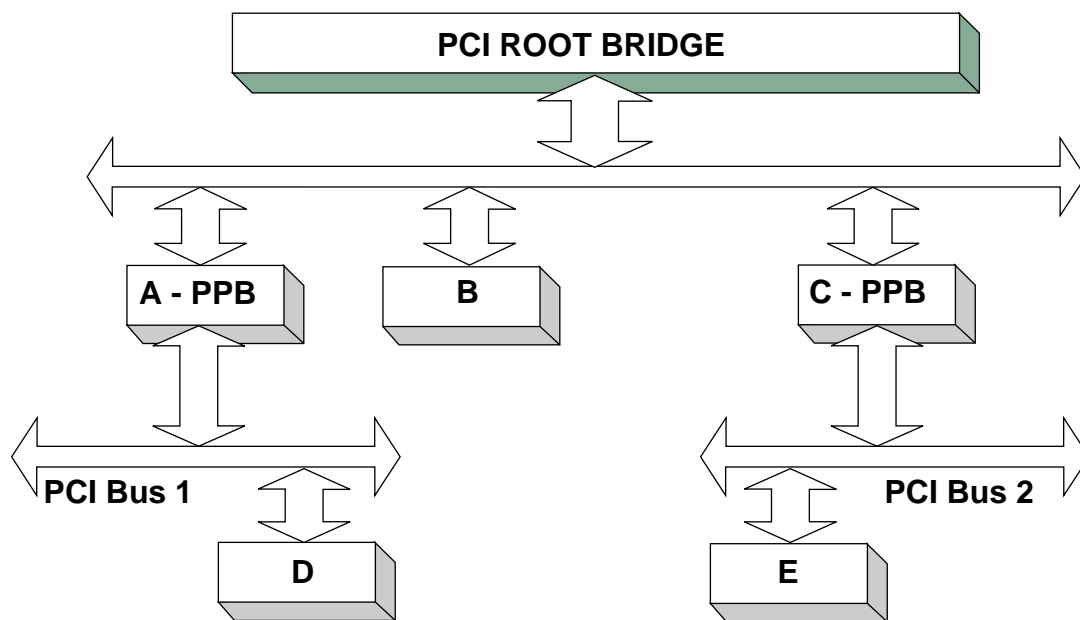 PCI ROOT BRIDGE
A - PPB
B
C - PPB
PCI Bus 1
PCI Bus 2
D
E